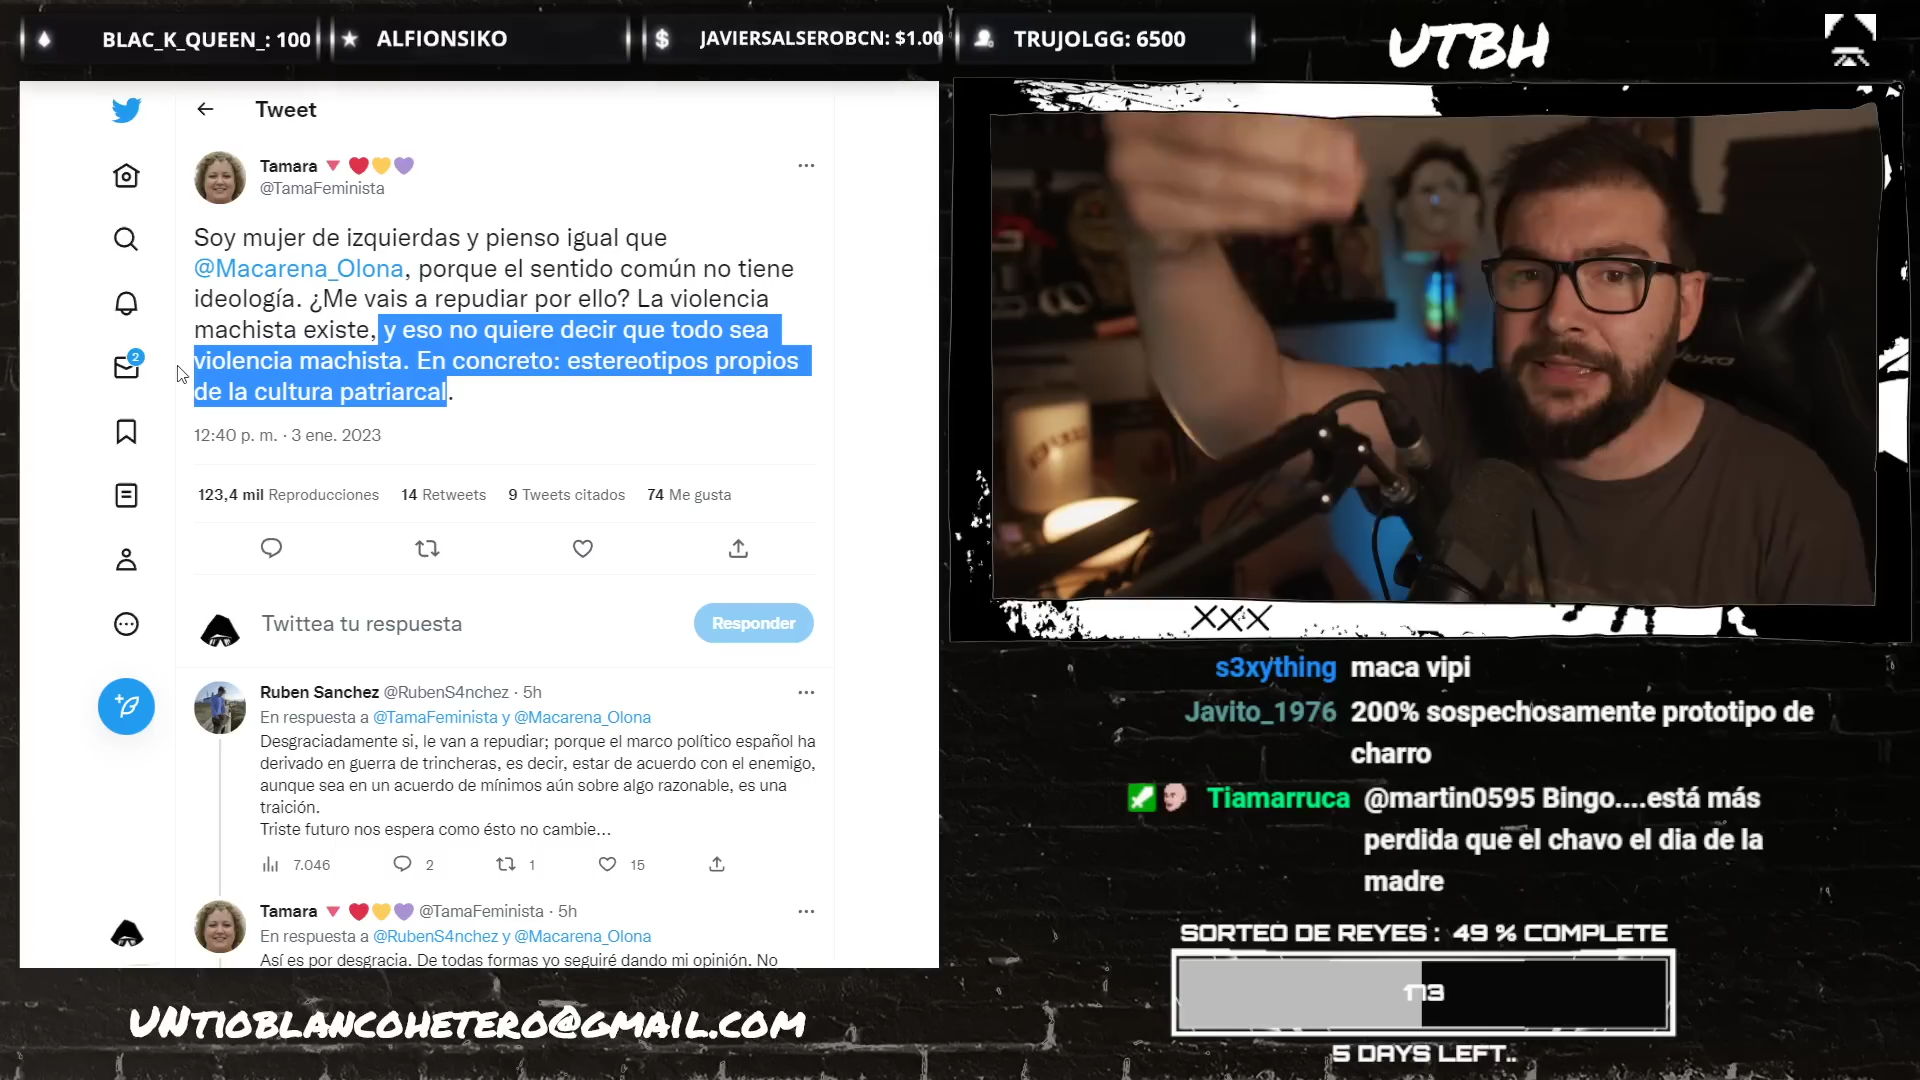 BLAC_K_QUEEN_: 100
ALFIONSIKO
$
JAVIERSALSEROBCN: $1.00
TRUJOLGG: 6500
UTBH
Tweet
Tamara
@TamaFeminista
Soy mujer de izquierdas y pienso igual que
@Macarena_Olona, porque el sentido común no tiene
ideología. ¿Me vais a repudiar por ello? La violencia
machista existe, y eso no quiere decir que todo sea
violencia machista. En concreto: estereotipos propios
de la cultura patriarcal.
2
12:40 p. m. · 3 ene. 2023
123,4 mil Reproducciones 14 Retweets 9 Tweets citados 74 Me gusta
Twittea tu respuesta
Responder
Ruben Sanchez @RubenS4nchez · 5h
En respuesta a @TamaFeminista y @Macarena_Olona
Desgraciadamente si, le van a repudiar; porque el marco político español ha
derivado en guerra de trincheras, es decir, estar de acuerdo con el enemigo,
aunque sea en un acuerdo de mínimos aún sobre algo razonable, es una
traición.
Triste futuro nos espera como ésto no cambie...
7.046 2 1 15
Tamara @TamaFeminista · 5h
En respuesta a @RubenS4nchez y @Macarena_Olona
Así es por desgracia. De todas formas yo seguiré dando mi opinión. No
UNTIOBLANCOHETERO@GMAIL.COM
XXX
s3xything maca vipi
Javito_1976 200% sospechosamente prototipo de
charro
Tiamarruca @martin0595 Bingo....está más
perdida que el chavo el dia de la
madre
SORTEO DE REYES : 49 % COMPLETE
173
5 DAYS LEFT..